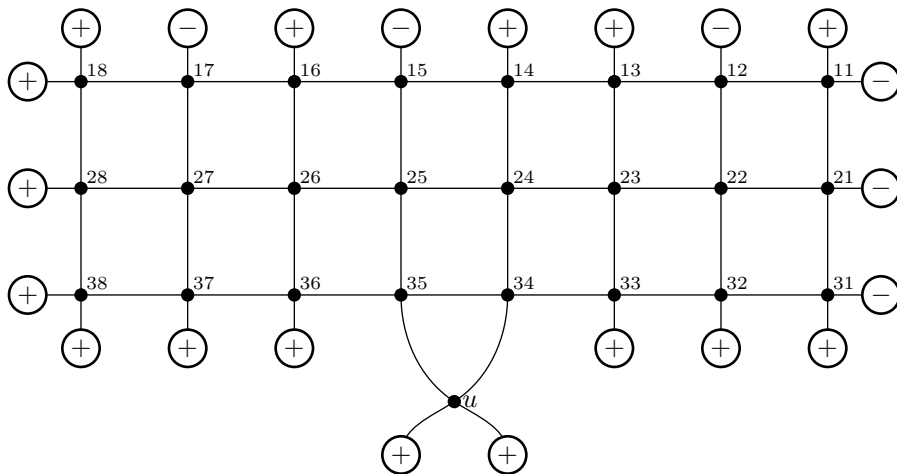 + − + − + + − +
+ 18 17 16 15 14 13 12 11 −
+ 28 27 26 25 24 23 22 21 −
+ 38 37 36 35 34 33 32 31 −
+ + + + + +
u
+ +